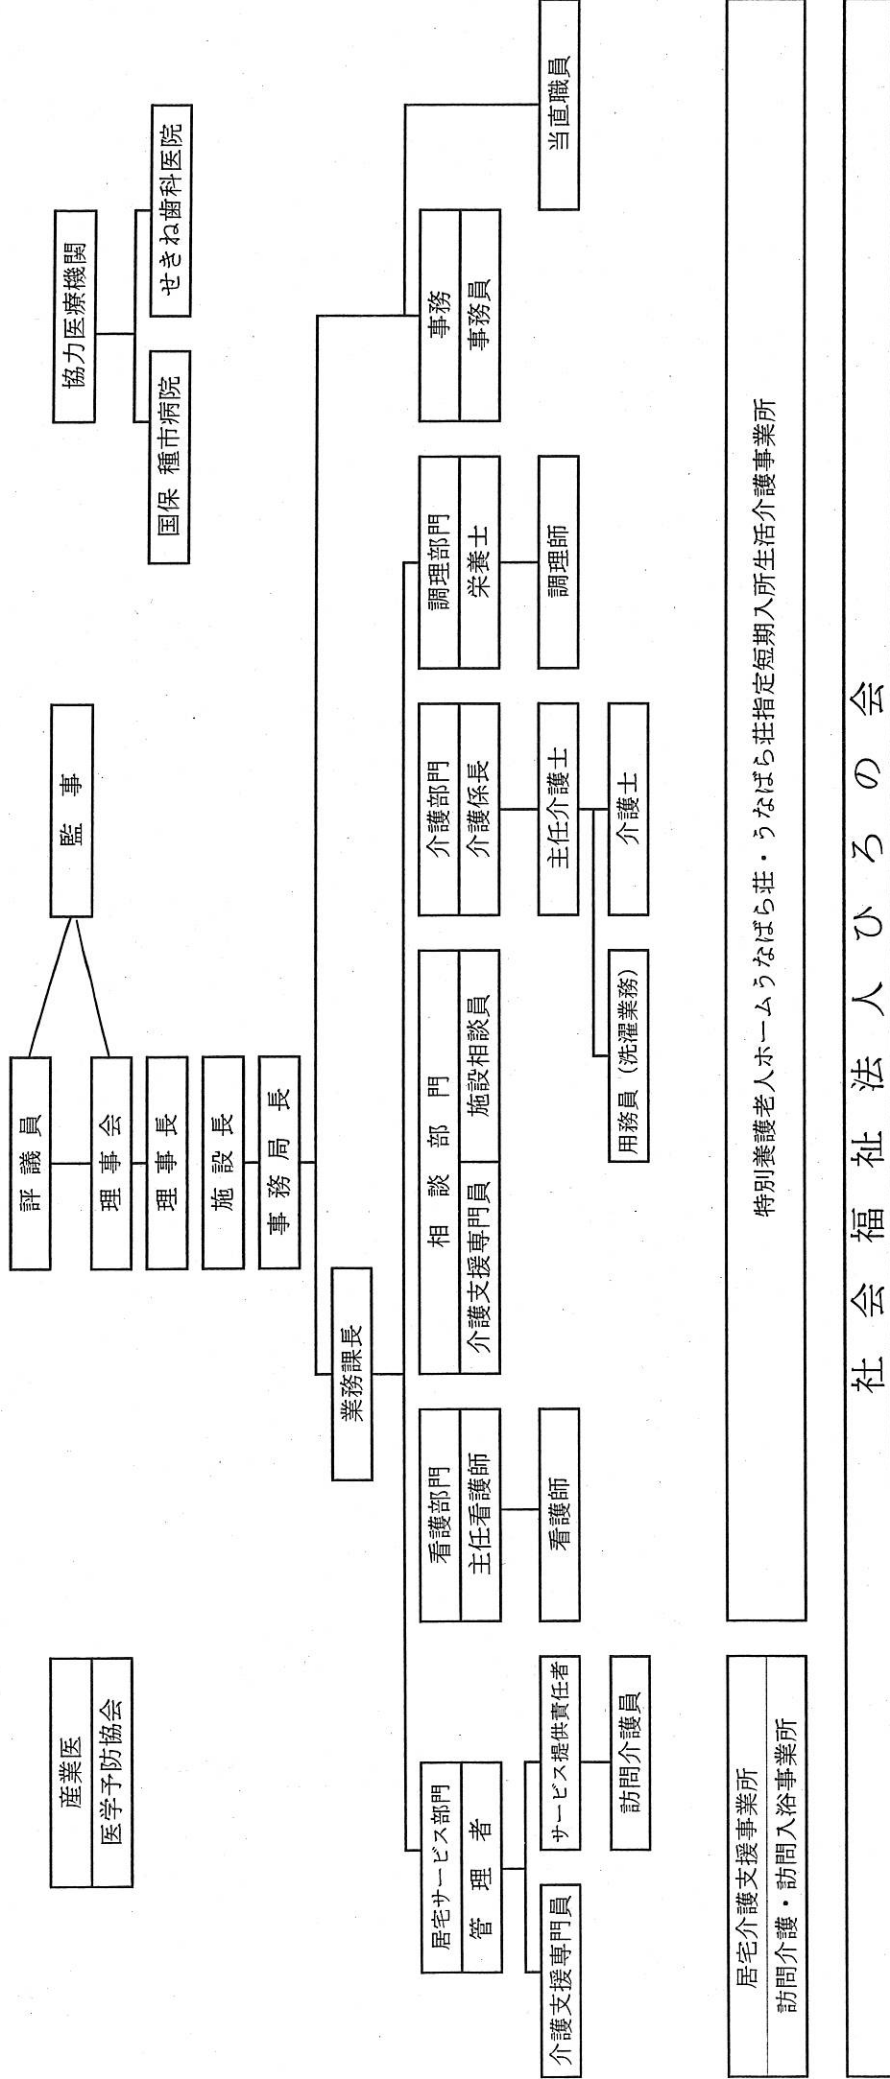 評議員
理事会
理事長
施設長
事務局長
監事
産業医
医学予防協会
協力医療機関
国保 種市病院
せきね歯科医院
業務課長
居宅サービス部門
管理者
介護支援専門員
サービス提供責任者
訪問介護員
看護部門
主任看護師
看護師
相談部門
介護支援専門員
施設相談員
介護部門
介護係長
主任介護士
用務員（洗濯業務）
介護士
調理部門
栄養士
調理師
事務
事務員
当直職員
居宅介護支援事業所
訪問介護・訪問入浴事業所
特別養護老人ホームうなばら荘・うなばら荘指定短期入所生活介護事業所
社会福祉法人ひろの会